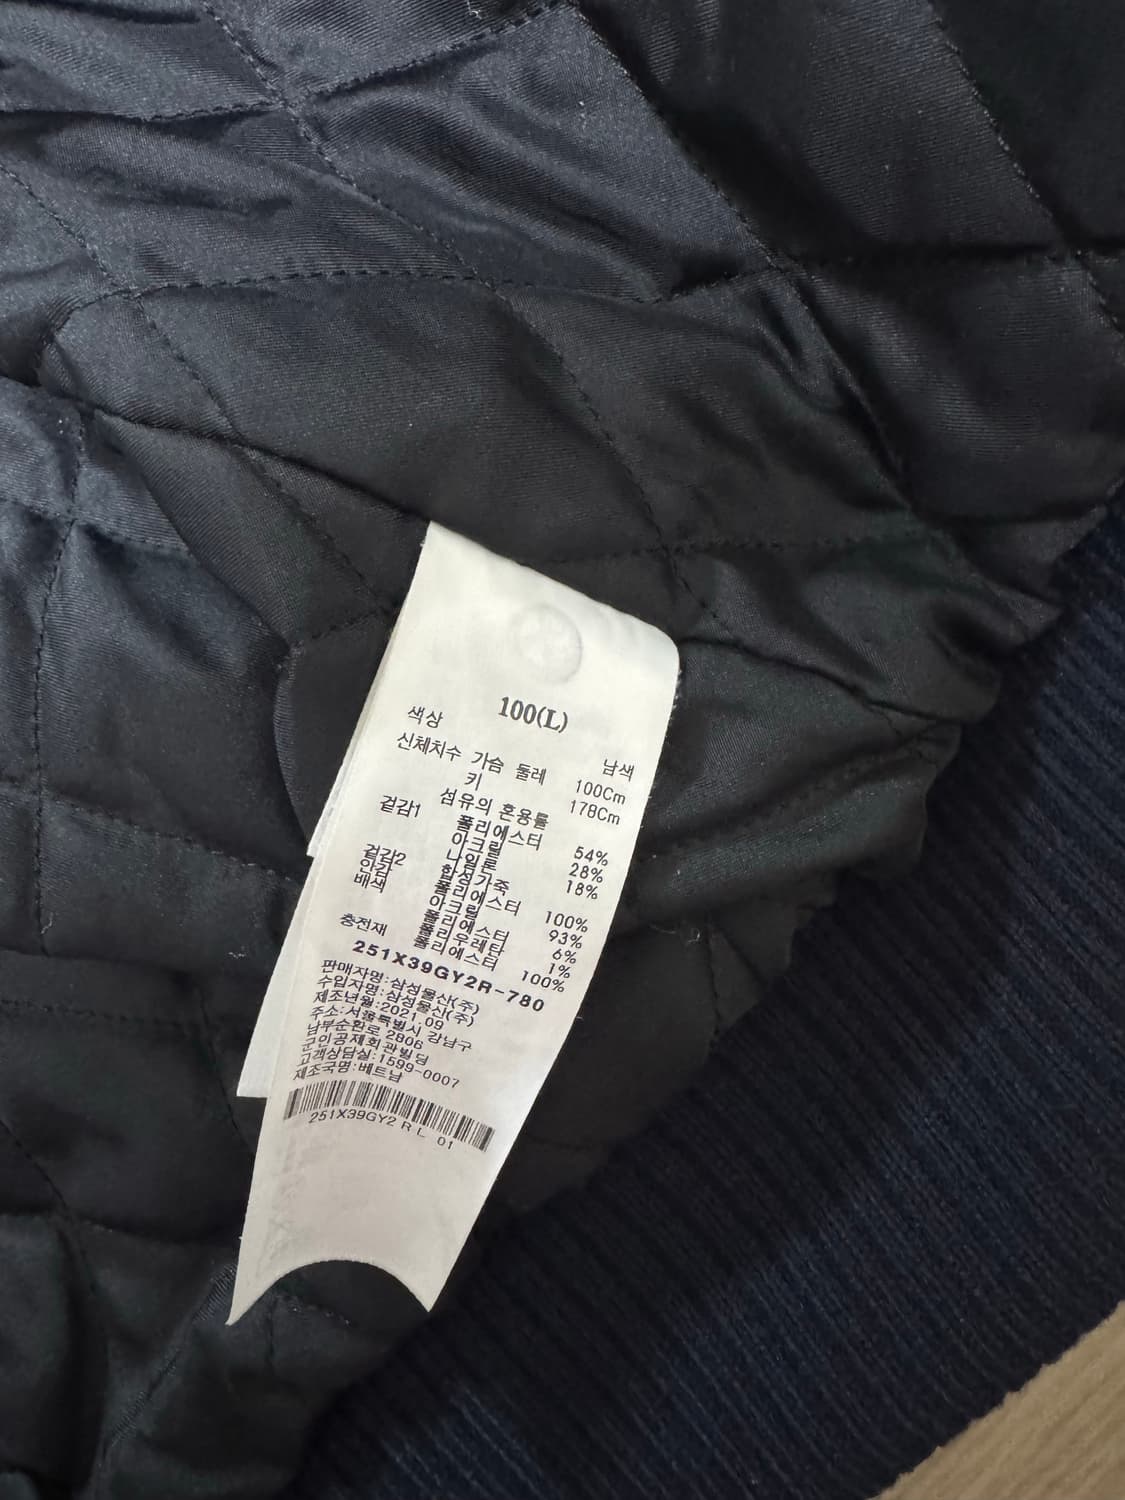 100(L)
색상 남색
신체치수 가슴 둘레 100Cm
키 178Cm
섬유의 혼용률
겉감1 폴리에스터 54%
아크릴 28%
나일론 18%
겉감2 합성가죽
안감 폴리에스터 100%
배색 아크릴 93%
폴리에스터 6%
폴리우레탄 1%
충전재 폴리에스터 100%
251X39GY2R-780
판매자명:삼성물산(주)
수입자명:삼성물산(주)
제조년월:2021.09
주소:서울특별시 강남구
남부순환로 2806
군인공제회관빌딩
고객상담실:1599-0007
제조국명:베트남
251X39GY2 R L 01